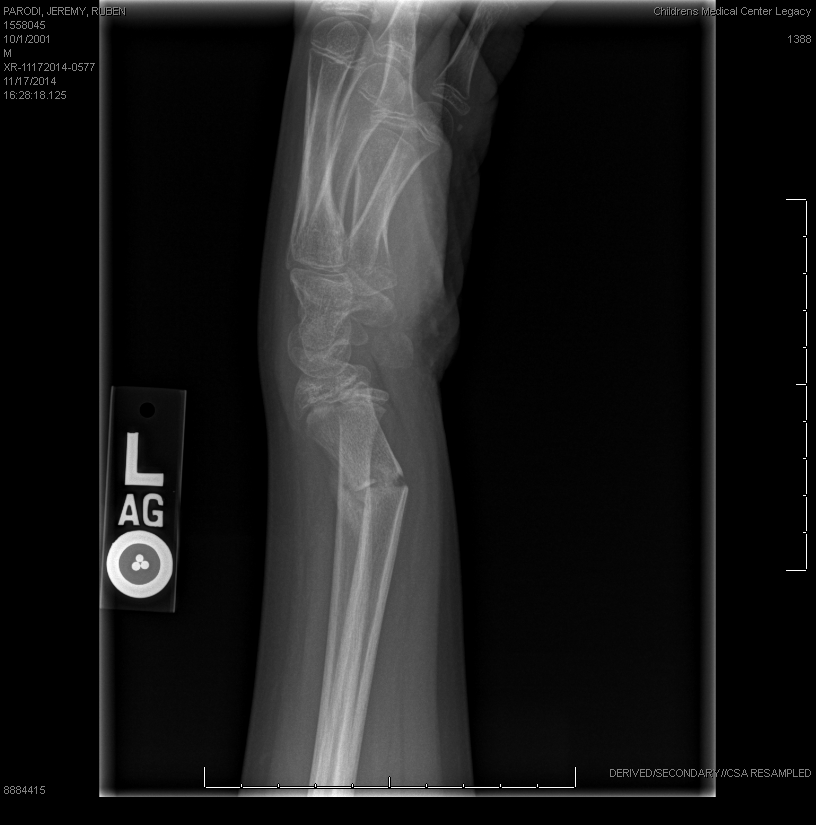 PARODI, JEREMY, RUBEN
1558045
10/1/2001
M
XR-11172014-0577
11/17/2014
16:28:18.125
Childrens Medical Center Legacy
1388
L
AG
DERIVED/SECONDARY//CSA RESAMPLED
8884415